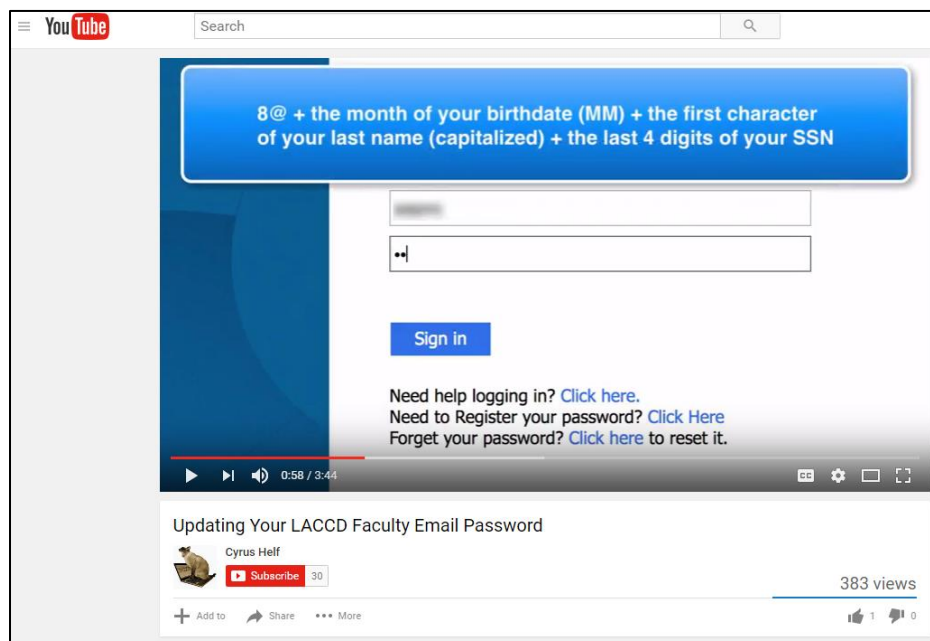 YouTube
Search
8@ + the month of your birthdate (MM) + the first character
of your last name (capitalized) + the last 4 digits of your SSN
Sign in
Need help logging in? Click here.
Need to Register your password? Click Here
Forget your password? Click here to reset it.
0:58 / 3:44
CC
Updating Your LACCD Faculty Email Password
Cyrus Helf
Subscribe 30
383 views
Add to Share More
1 0